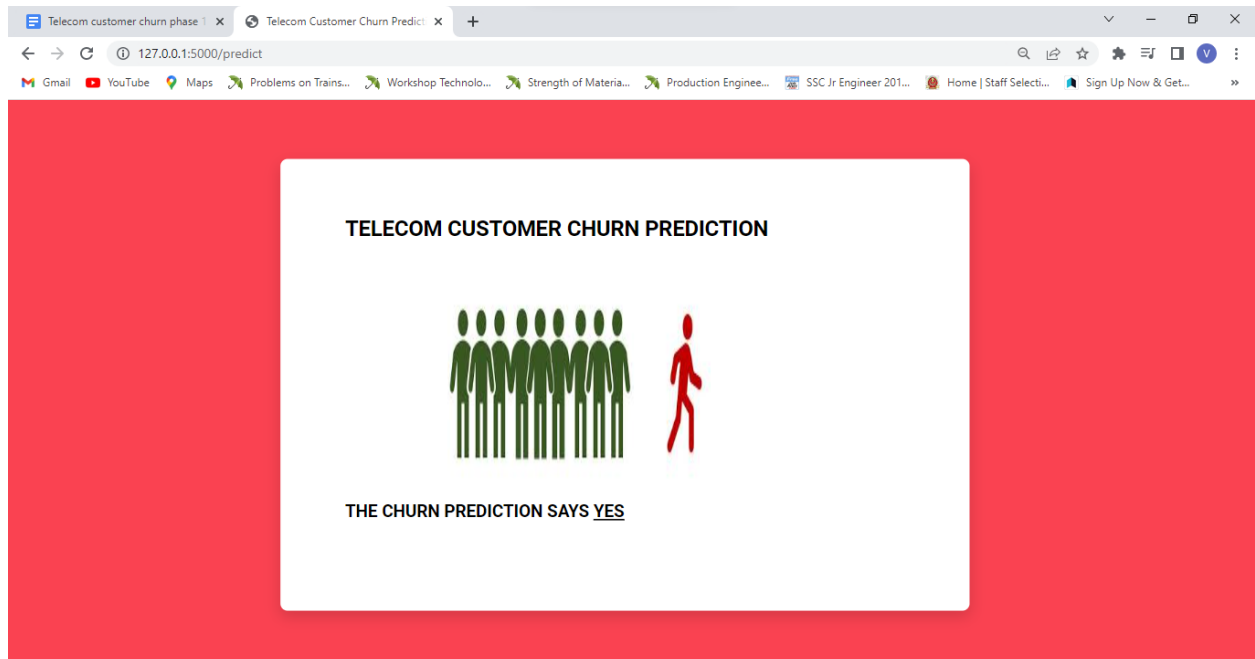 Telecom customer churn phase 1
Telecom Customer Churn Predict
127.0.0.1:5000/predict
V
Gmail YouTube Maps Problems on Trains... Workshop Technolo... Strength of Materia... Production Enginee... SSC Jr Engineer 201... Home | Staff Selecti... Sign Up Now & Get... »
TELECOM CUSTOMER CHURN PREDICTION
THE CHURN PREDICTION SAYS YES